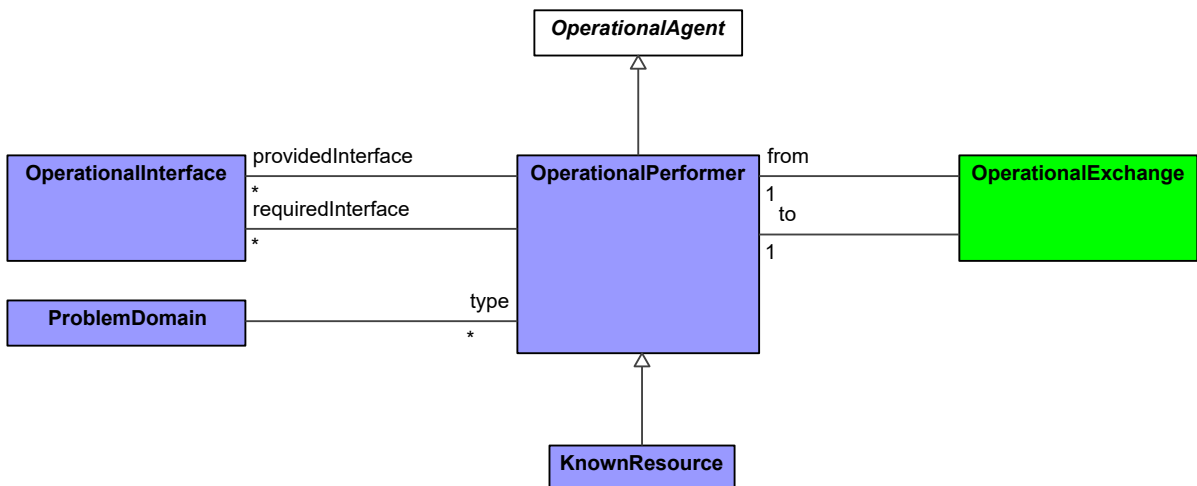 OperationalAgent
OperationalInterface
providedInterface
*
requiredInterface
*
OperationalPerformer
from
1
to
1
OperationalExchange
ProblemDomain
type
*
KnownResource